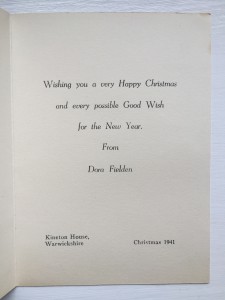 Wishing you a very Happy Christmas
and every possible Good Wish
for the New Year.
From
Dora Fielden
Kineton House,
Warwickshire
Christmas 1941